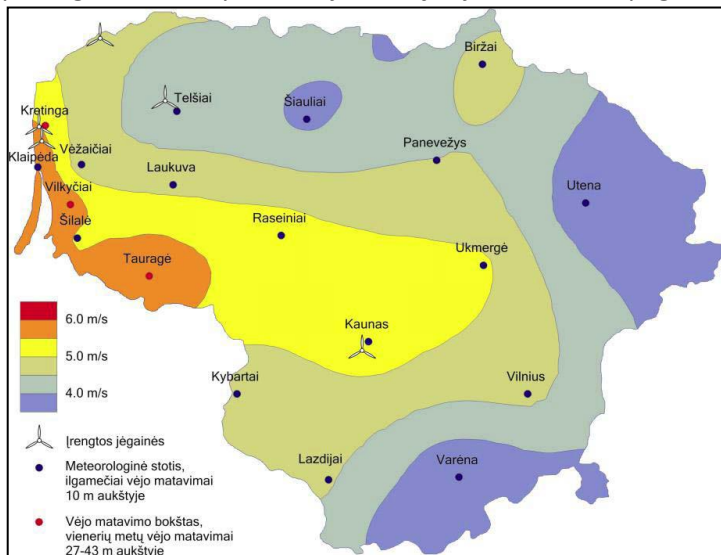 Biržai
Telšiai
Šiauliai
Kretinga
Panevežys
Vėžaičiai
Klaipėda
Laukuva
Vilkyčiai
Utena
Šilalė
Raseiniai
Ukmergė
Tauragė
6.0 m/s
Kaunas
5.0 m/s
Kybartai
Vilnius
4.0 m/s
Įrengtos jėgainės
Lazdijai
Varėna
Meteorologinė stotis,
ilgamečiai vėjo matavimai
10 m aukštyje
Vėjo matavimo bokštas,
vienerių metų vėjo matavimai
27-43 m aukštyje